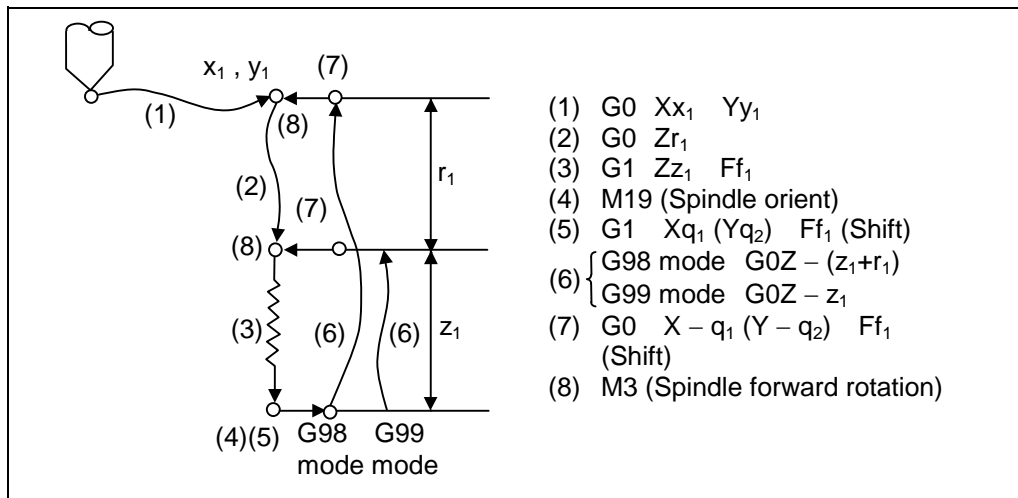 x₁ , y₁
(7)
(1)
(8)
r₁
(2)
(7)
(8)
(3)
(6)
(6)
z₁
(4)(5)
G98 G99
mode mode
(1) G0 Xx₁ Yy₁
(2) G0 Zr₁
(3) G1 Zz₁ Ff₁
(4) M19 (Spindle orient)
(5) G1 Xq₁ (Yq₂) Ff₁ (Shift)
(6) G98 mode G0Z – (z₁+r₁)
G99 mode G0Z – z₁
(7) G0 X – q₁ (Y – q₂) Ff₁
(Shift)
(8) M3 (Spindle forward rotation)